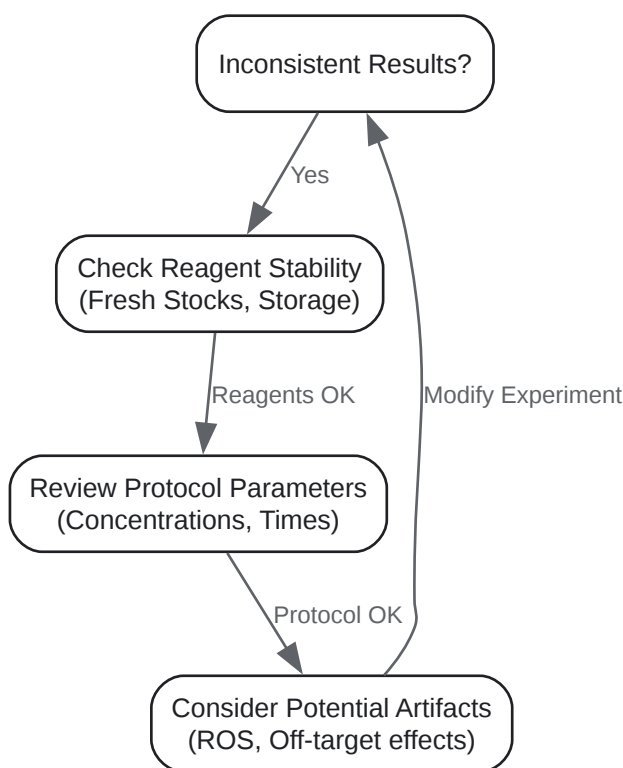 Inconsistent Results?
Yes
Check Reagent Stability
(Fresh Stocks, Storage)
Reagents OK
Modify Experiment
Review Protocol Parameters
(Concentrations, Times)
Protocol OK
Consider Potential Artifacts
(ROS, Off-target effects)